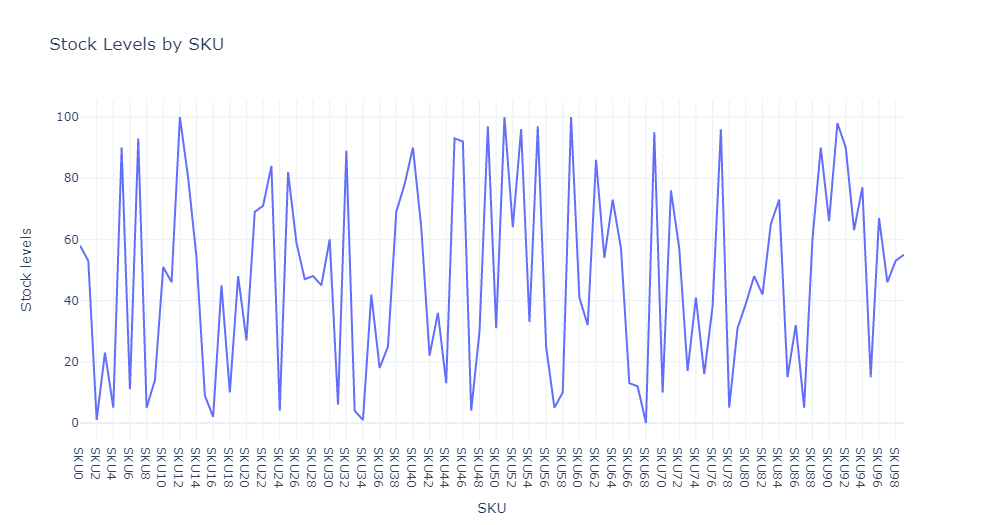 Stock Levels by SKU
100
80
60
40
20
0
Stock levels
SKU0
SKU2
SKU4
SKU6
SKU8
SKU10
SKU12
SKU14
SKU16
SKU18
SKU20
SKU22
SKU24
SKU26
SKU28
SKU30
SKU32
SKU34
SKU36
SKU38
SKU40
SKU42
SKU44
SKU46
SKU48
SKU50
SKU52
SKU54
SKU56
SKU58
SKU60
SKU62
SKU64
SKU66
SKU68
SKU70
SKU72
SKU74
SKU76
SKU78
SKU80
SKU82
SKU84
SKU86
SKU88
SKU90
SKU92
SKU94
SKU96
SKU98
SKU